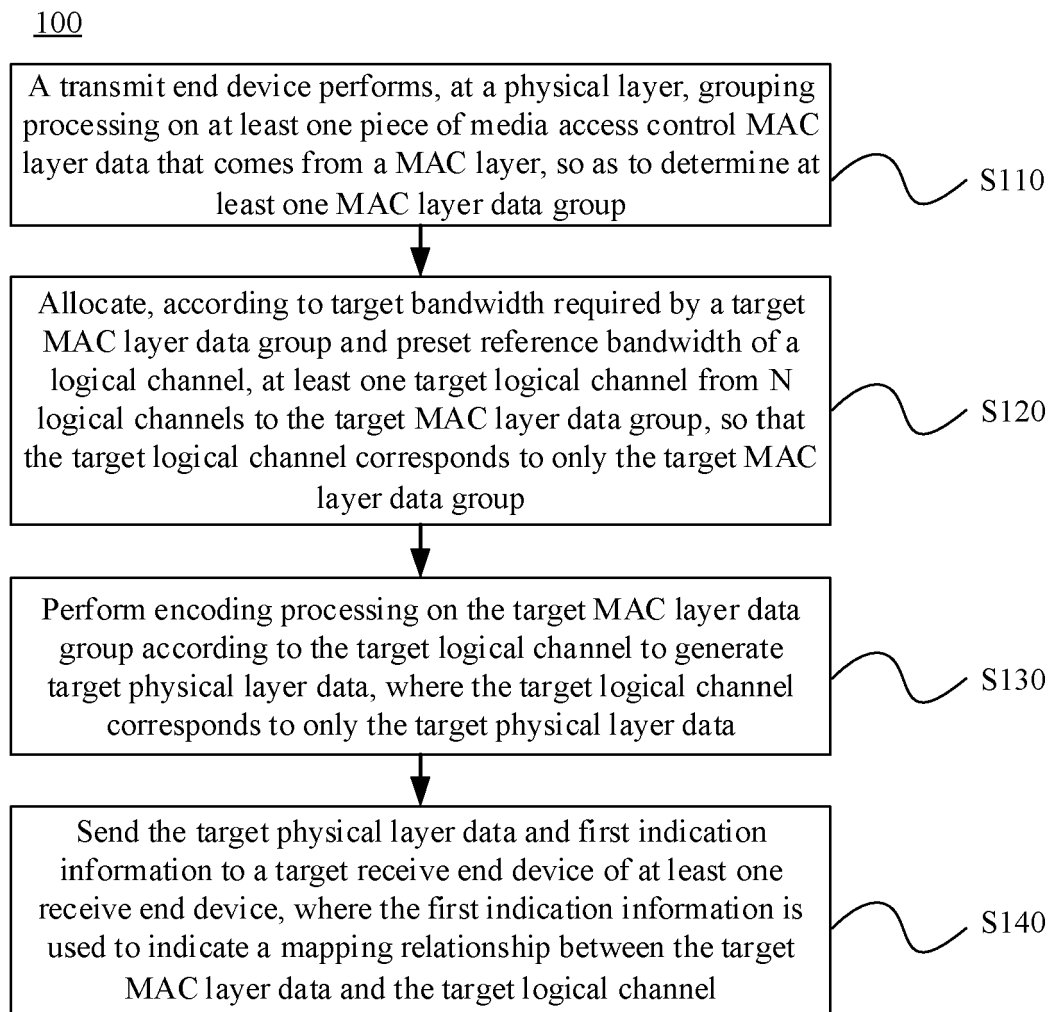 100
A transmit end device performs, at a physical layer, grouping
processing on at least one piece of media access control MAC
layer data that comes from a MAC layer, so as to determine at
least one MAC layer data group
S110
Allocate, according to target bandwidth required by a target
MAC layer data group and preset reference bandwidth of a
logical channel, at least one target logical channel from N
logical channels to the target MAC layer data group, so that
the target logical channel corresponds to only the target MAC
layer data group
S120
Perform encoding processing on the target MAC layer data
group according to the target logical channel to generate
target physical layer data, where the target logical channel
corresponds to only the target physical layer data
S130
Send the target physical layer data and first indication
information to a target receive end device of at least one
receive end device, where the first indication information is
used to indicate a mapping relationship between the target
MAC layer data and the target logical channel
S140